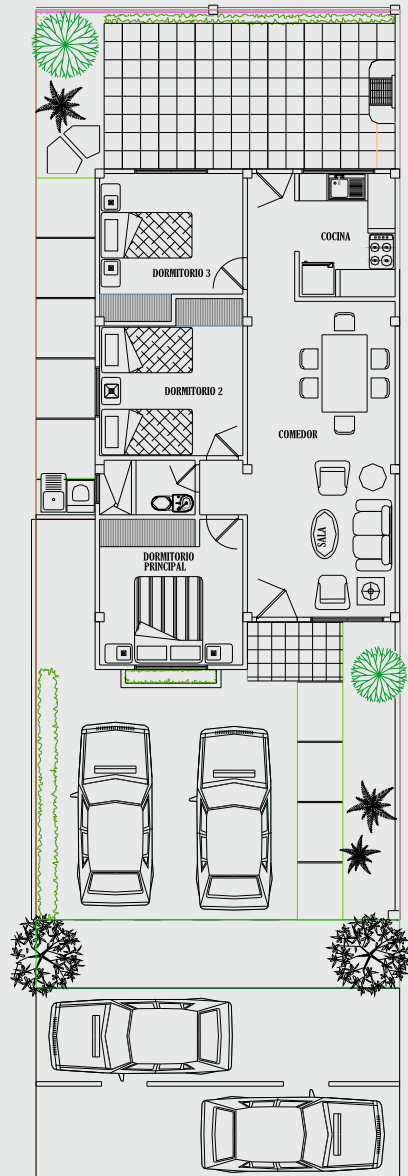 COCINA
DORMITORIO 3
DORMITORIO 2
COMEDOR
SALA
DORMITORIO
PRINCIPAL